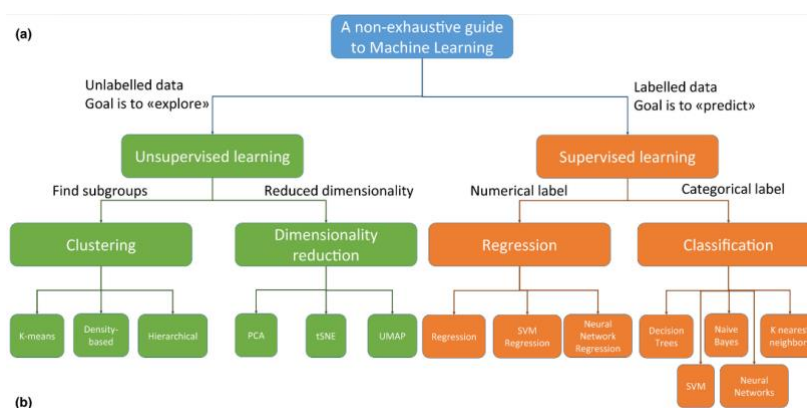 (a)
A non-exhaustive guide
to Machine Learning
Unlabelled data
Goal is to «explore»
Labelled data
Goal is to «predict»
Unsupervised learning
Supervised learning
Find subgroups
Reduced dimensionality
Numerical label
Categorical label
Clustering
Dimensionality
reduction
Regression
Classification
K-means
Density-
based
Hierarchical
PCA
tSNE
UMAP
Regression
SVM
Regression
Neural
Network
Regression
Decision
Trees
Naive
Bayes
K nearest
neighbor
SVM
Neural
Networks
(b)